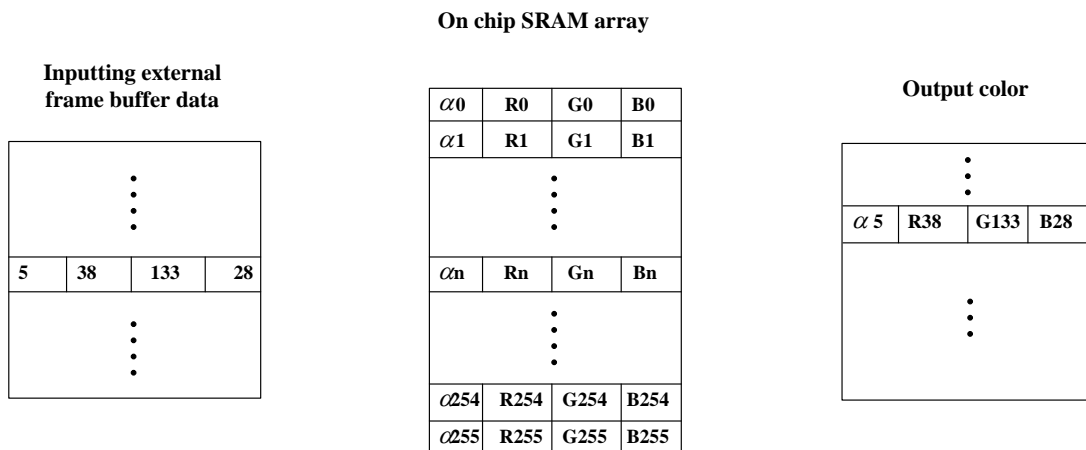 On chip SRAM array
Inputting external
frame buffer data
Output color
5 38 133 28
α0 R0 G0 B0
α1 R1 G1 B1
αn Rn Gn Bn
α254 R254 G254 B254
α255 R255 G255 B255
α 5 R38 G133 B28